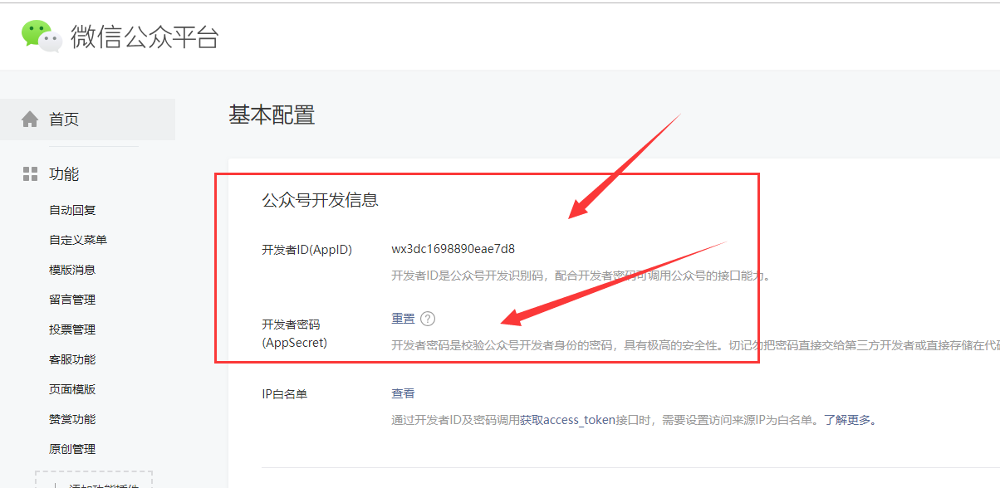 微信公众平台
首页
基本配置
功能
公众号开发信息
自动回复
自定义菜单
开发者ID(AppID)
wx3dc1698890eae7d8
模版消息
开发者ID是公众号开发识别码，配合开发者密码可调用公众号的接口能力。
留言管理
投票管理
开发者密码
(AppSecret)
重置 ?
开发者密码是校验公众号开发者身份的密码，具有极高的安全性。切记勿把密码直接交给第三方开发者或直接存储在代码
客服功能
页面模版
IP白名单
查看
赞赏功能
通过开发者ID及密码调用获取access_token接口时，需要设置访问来源IP为白名单。了解更多。
原创管理
添加功能插件